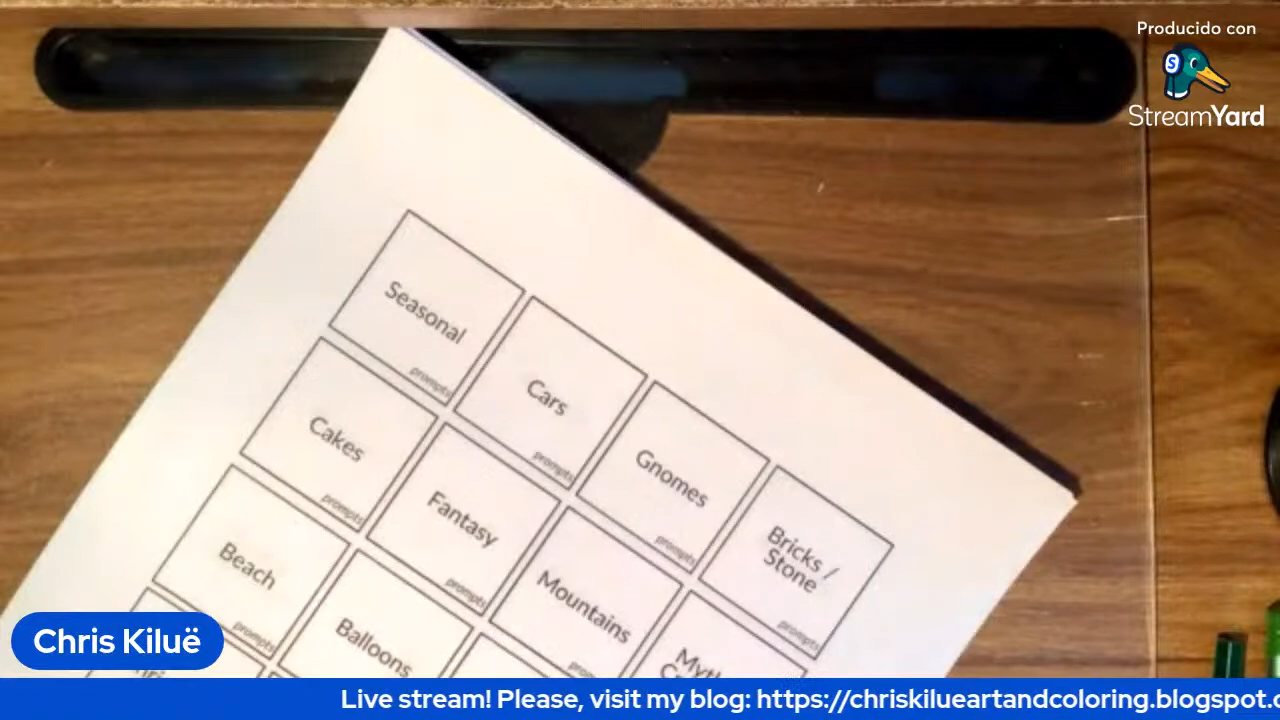 Producido con
StreamYard
Seasonal
prompts
Cars
prompts
Gnomes
prompts
Bricks /
Stone
prompts
Cakes
prompts
Fantasy
prompts
Mountains
prompts
Beach
prompts
Balloons
Chris Kiluë
Live stream! Please, visit my blog: https://chriskilueartandcoloring.blogspot.c